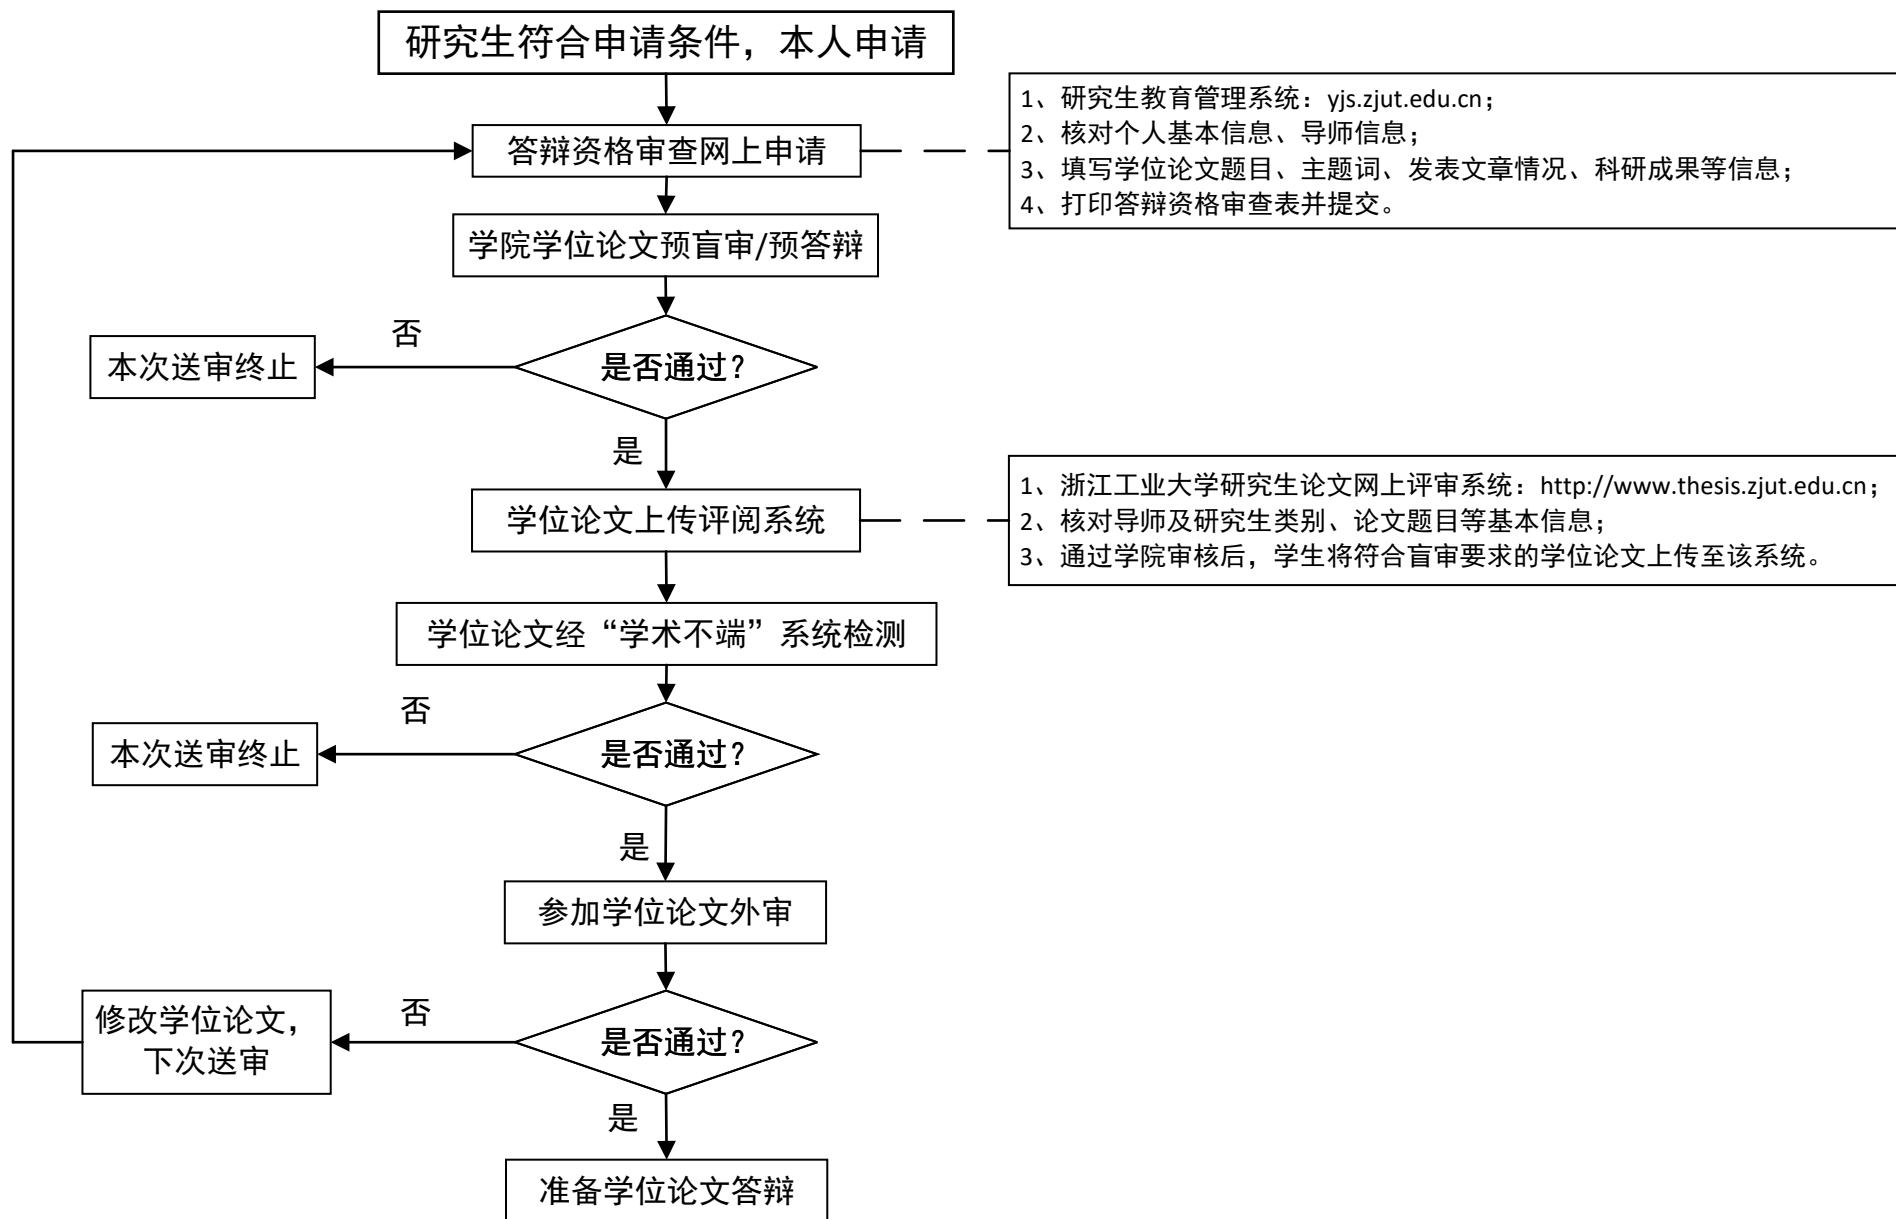 研究生符合申请条件，本人申请
1、研究生教育管理系统：yjs.zjut.edu.cn；
2、核对个人基本信息、导师信息；
3、填写学位论文题目、主题词、发表文章情况、科研成果等信息；
4、打印答辩资格审查表并提交。
答辩资格审查网上申请
学院学位论文预盲审/预答辩
否
本次送审终止
是否通过？
是
1、浙江工业大学研究生论文网上评审系统：http://www.thesis.zjut.edu.cn；
2、核对导师及研究生类别、论文题目等基本信息；
3、通过学院审核后，学生将符合盲审要求的学位论文上传至该系统。
学位论文上传评阅系统
学位论文经“学术不端”系统检测
否
本次送审终止
是否通过？
是
参加学位论文外审
否
修改学位论文，
下次送审
是否通过？
是
准备学位论文答辩